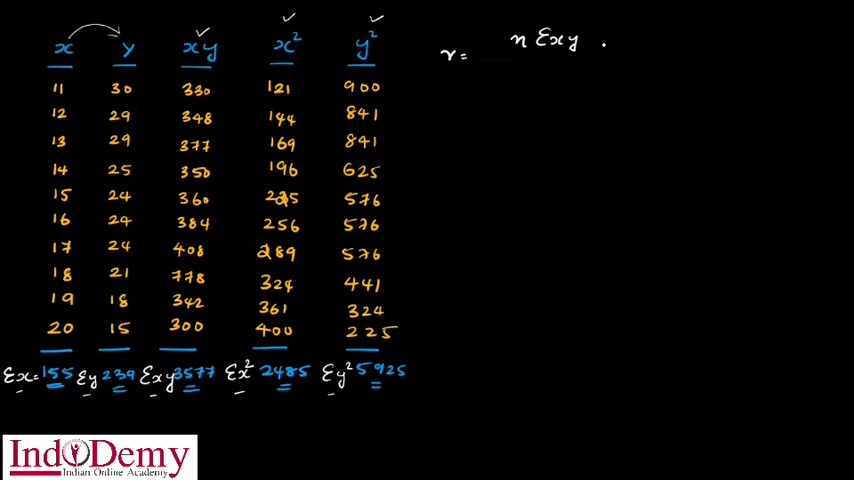 x y xy x² y² r = n Σxy .
11 30 330 121 900
12 29 348 144 841
13 29 377 169 841
14 25 350 196 625
15 24 360 225 576
16 24 384 256 576
17 24 408 289 576
18 21 778 324 441
19 18 342 361 324
20 15 300 400 225
Σx=155 Σy 239 Σxy 3577 Σx² 2485 Σy² 5925
IndoDemy
Indian Online Academy